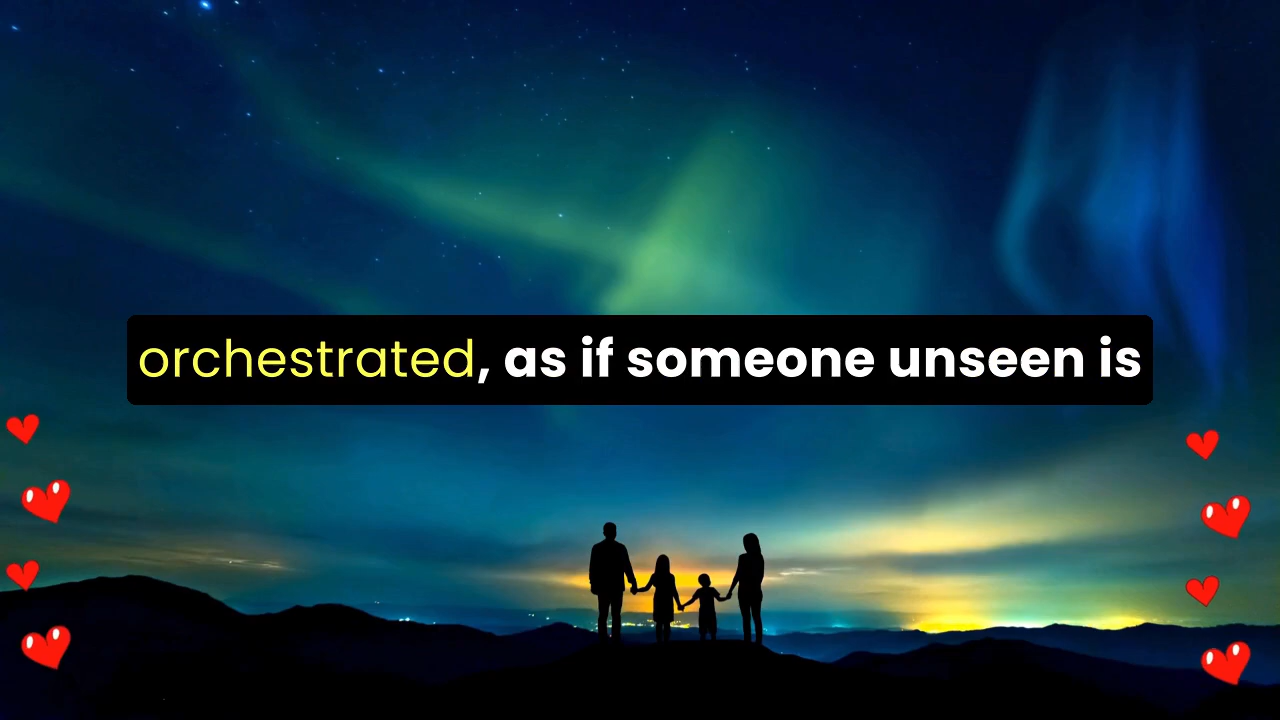 orchestrated, as if someone unseen is